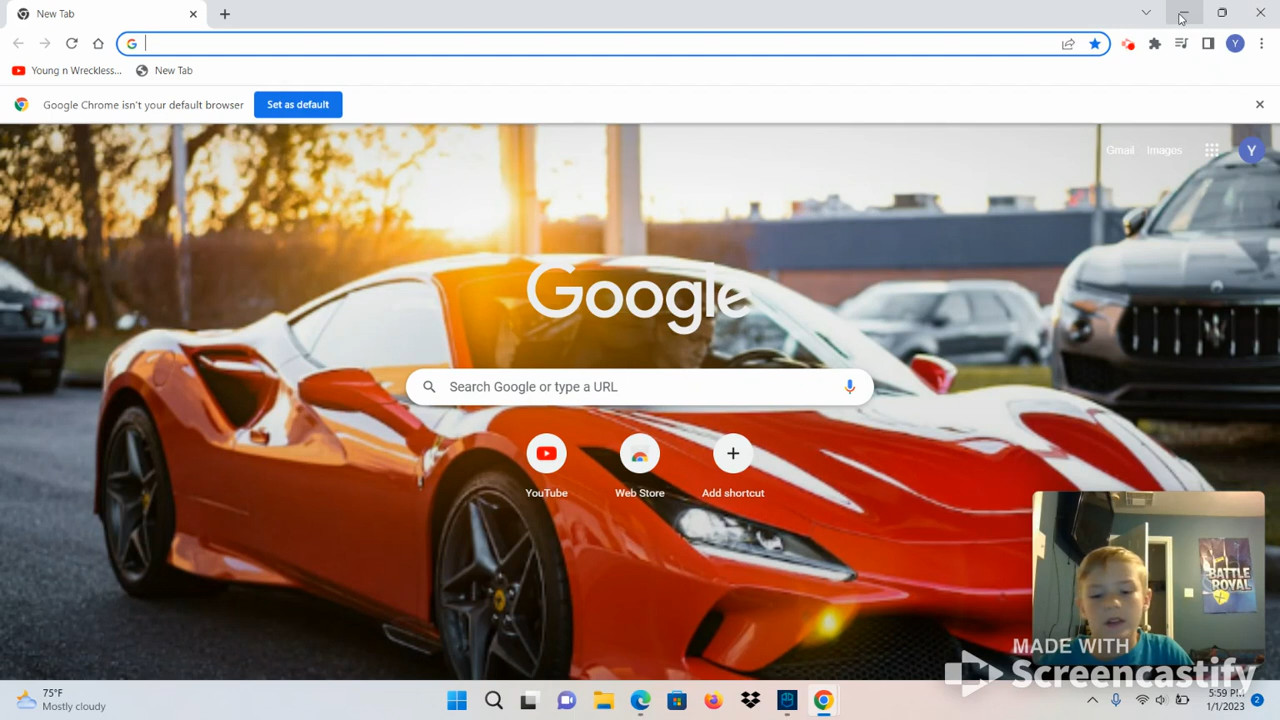 New Tab
Young n Wreckless...
New Tab
Y
Google Chrome isn't your default browser
Set as default
Gmail
Images
Y
Google
Search Google or type a URL
YouTube
Web Store
Add shortcut
BATTLE
ROYAL
MADE WITH
Screencastify
75°F
Mostly cloudy
5:59 PM
1/1/2023
2